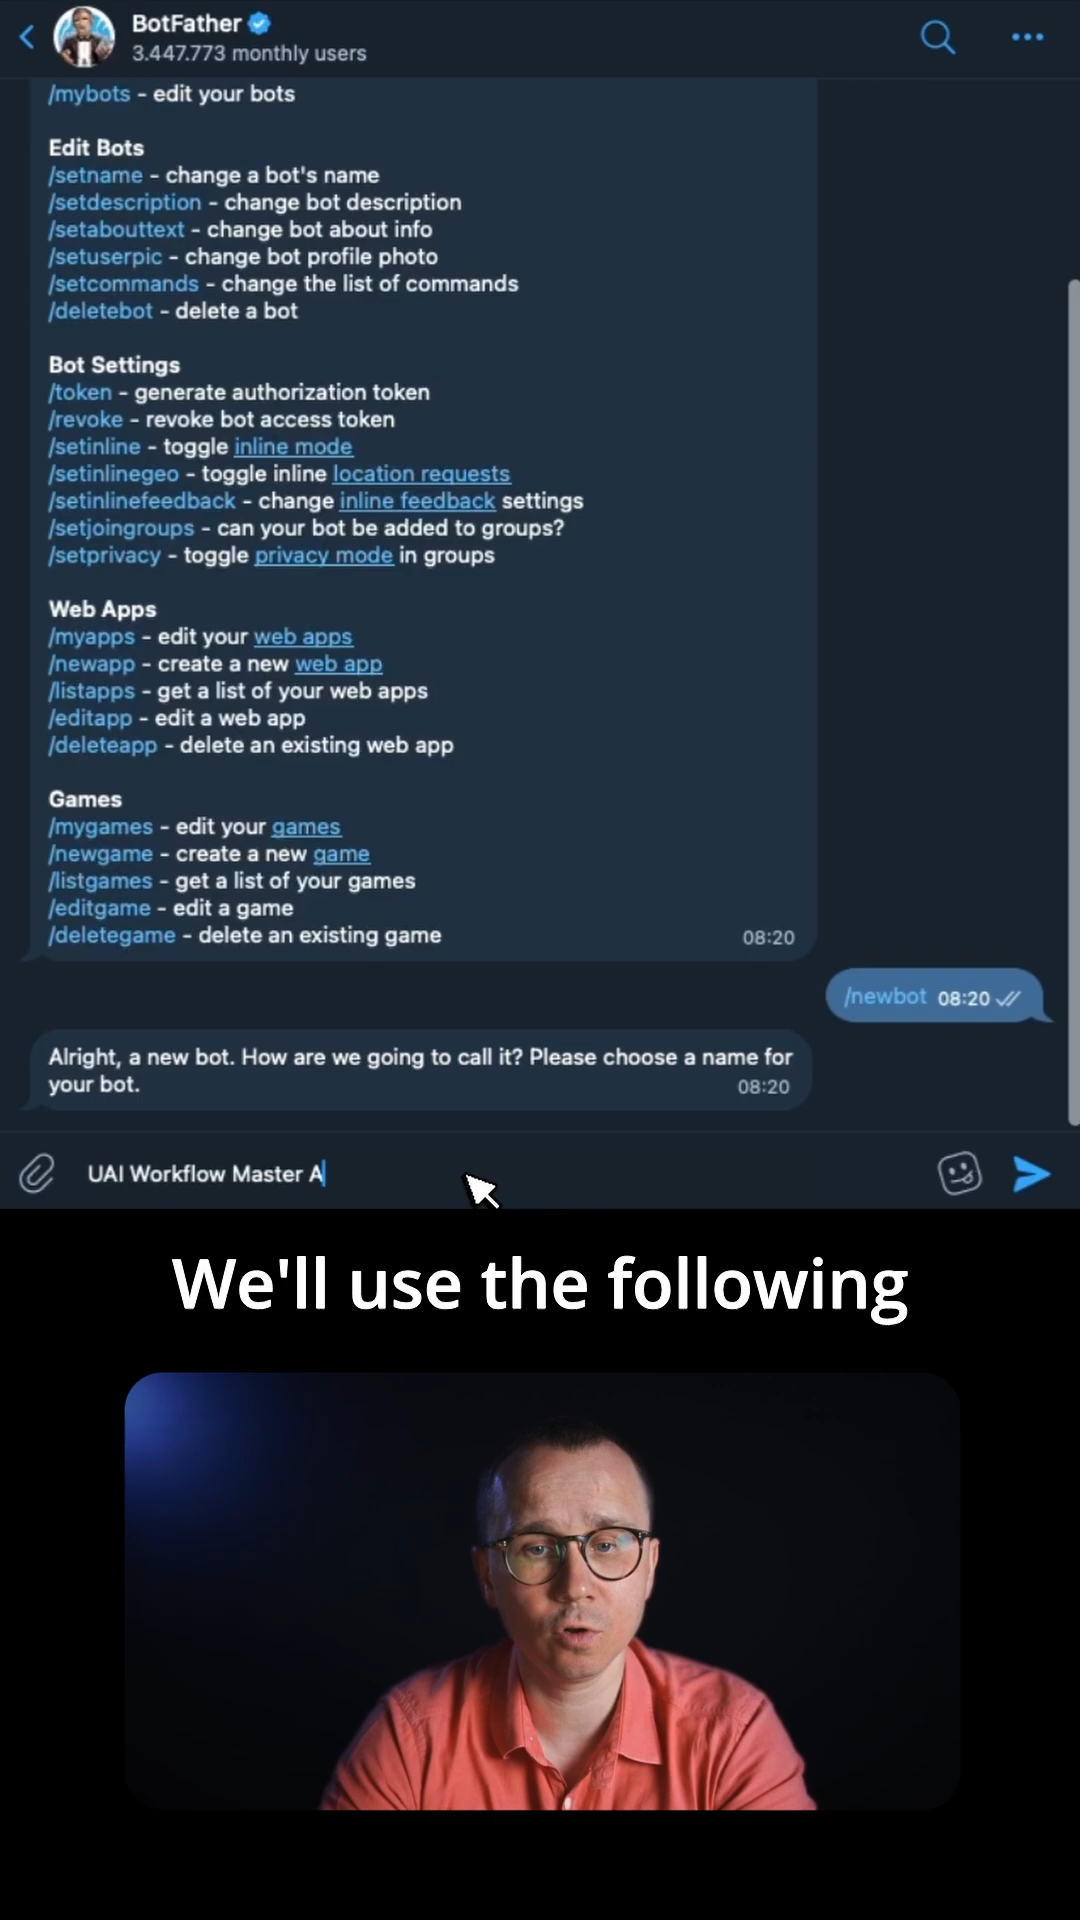 BotFather
3.447.773 monthly users
/mybots - edit your bots
Edit Bots
/setname - change a bot's name
/setdescription - change bot description
/setabouttext - change bot about info
/setuserpic - change bot profile photo
/setcommands - change the list of commands
/deletebot - delete a bot
Bot Settings
/token - generate authorization token
/revoke - revoke bot access token
/setinline - toggle inline mode
/setinlinegeo - toggle inline location requests
/setinlinefeedback - change inline feedback settings
/setjoingroups - can your bot be added to groups?
/setprivacy - toggle privacy mode in groups
Web Apps
/myapps - edit your web apps
/newapp - create a new web app
/listapps - get a list of your web apps
/editapp - edit a web app
/deleteapp - delete an existing web app
Games
/mygames - edit your games
/newgame - create a new game
/listgames - get a list of your games
/editgame - edit a game
/deletegame - delete an existing game
08:20
/newbot 08:20
Alright, a new bot. How are we going to call it? Please choose a name for
your bot.
08:20
UAI Workflow Master A
We'll use the following